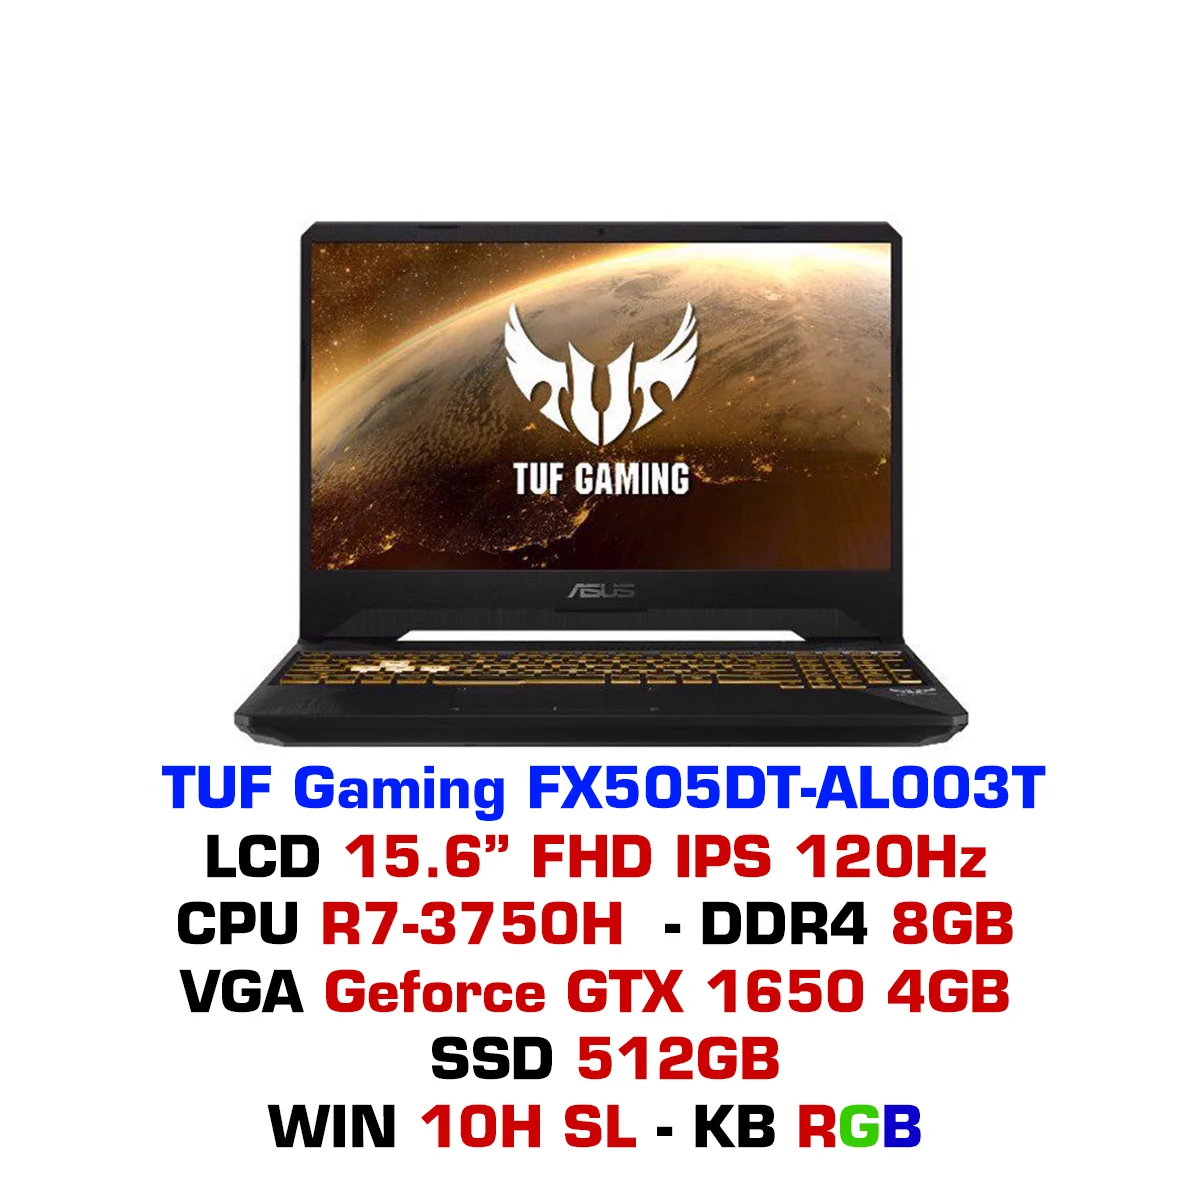 TUF GAMING
ASUS
TUF Gaming FX505DT-AL003T
LCD 15.6” FHD IPS 120Hz
CPU R7-3750H - DDR4 8GB
VGA Geforce GTX 1650 4GB
SSD 512GB
WIN 10H SL - KB RGB